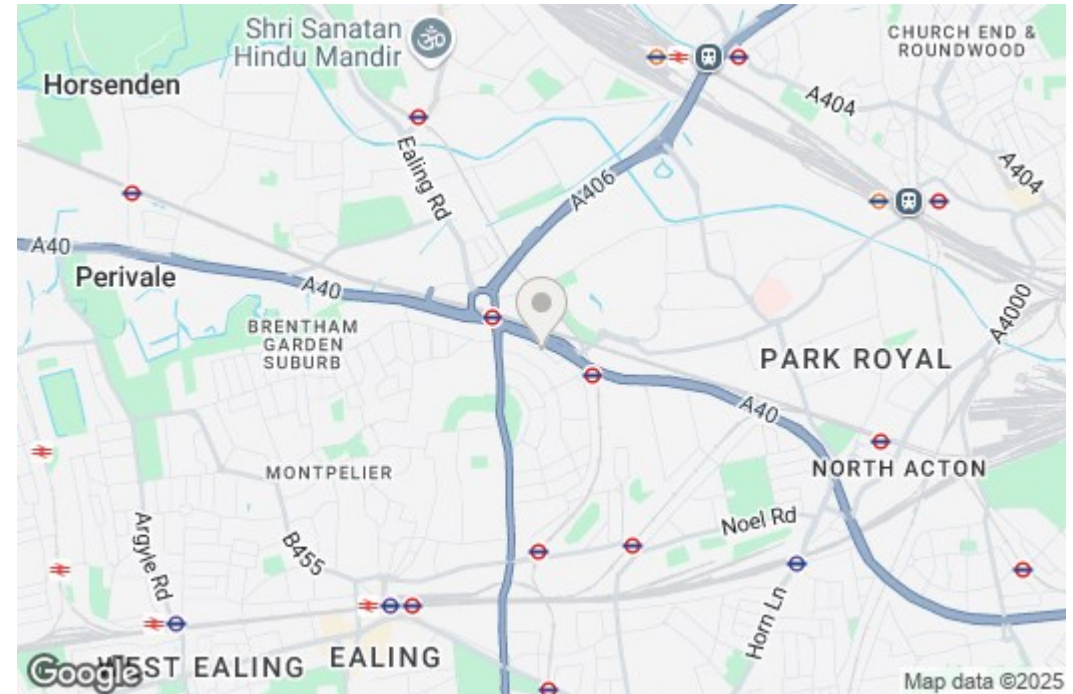 Shri Sanatan
Hindu Mandir
CHURCH END &
ROUNDWOOD
Horsenden
A404
Ealing Rd
A404
A406
A40
Perivale
A40
A4000
BRENTHAM
GARDEN
SUBURB
PARK ROYAL
A40
MONTPELIER
NORTH ACTON
Noel Rd
Argyle Rd
B455
Horn Ln
WEST EALING
EALING
Google
Map data ©2025